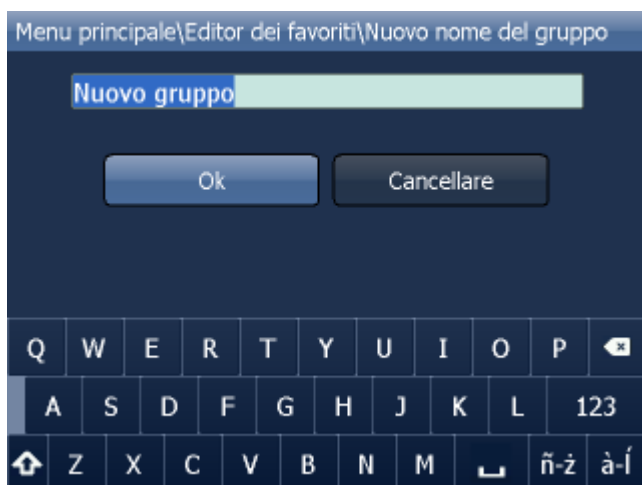 Menu principale\Editor dei favoriti\Nuovo nome del gruppo
Nuovo gruppo
Ok Cancellare
Q W E R T Y U I O P
A S D F G H J K L 123
Z X C V B N M ñ-ż à-Í